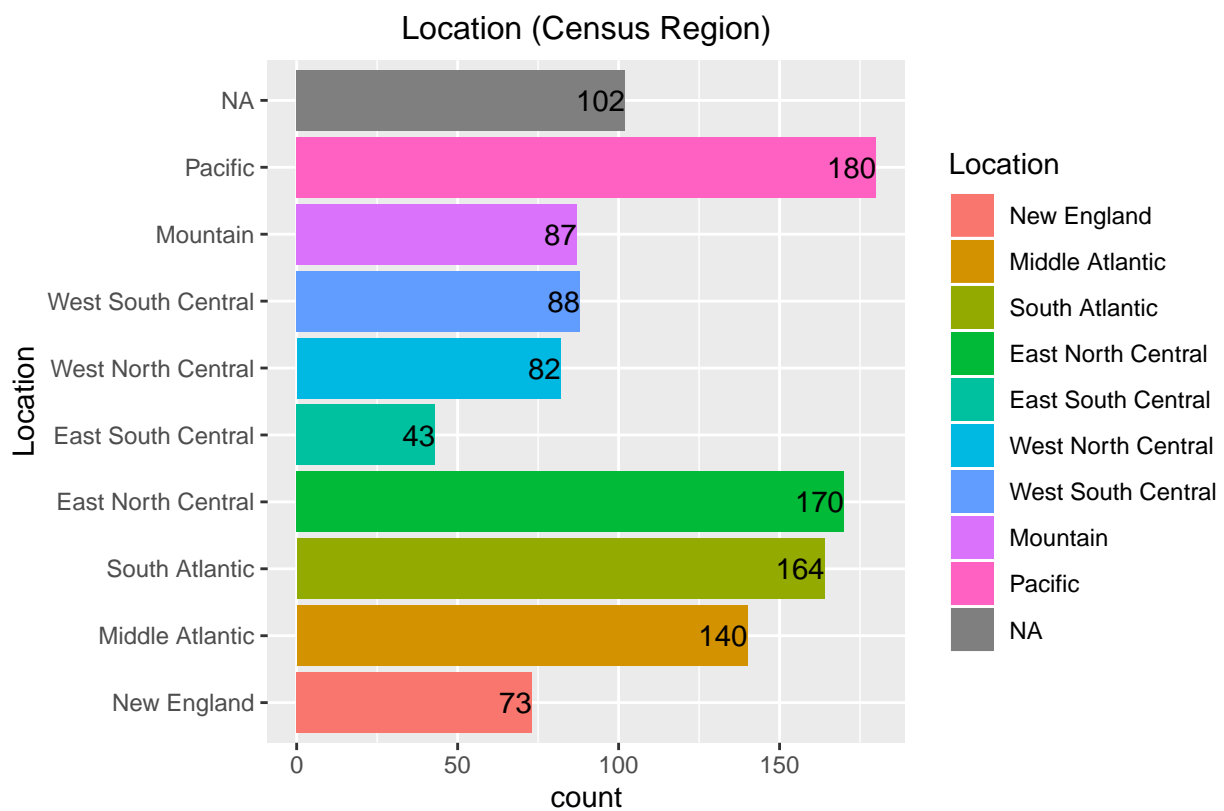 Location (Census Region)
NA
102
Pacific
180
Mountain
87
West South Central
88
West North Central
82
East South Central
43
East North Central
170
South Atlantic
164
Middle Atlantic
140
New England
73
0 50 100 150
count
Location
Location
New England
Middle Atlantic
South Atlantic
East North Central
East South Central
West North Central
West South Central
Mountain
Pacific
NA